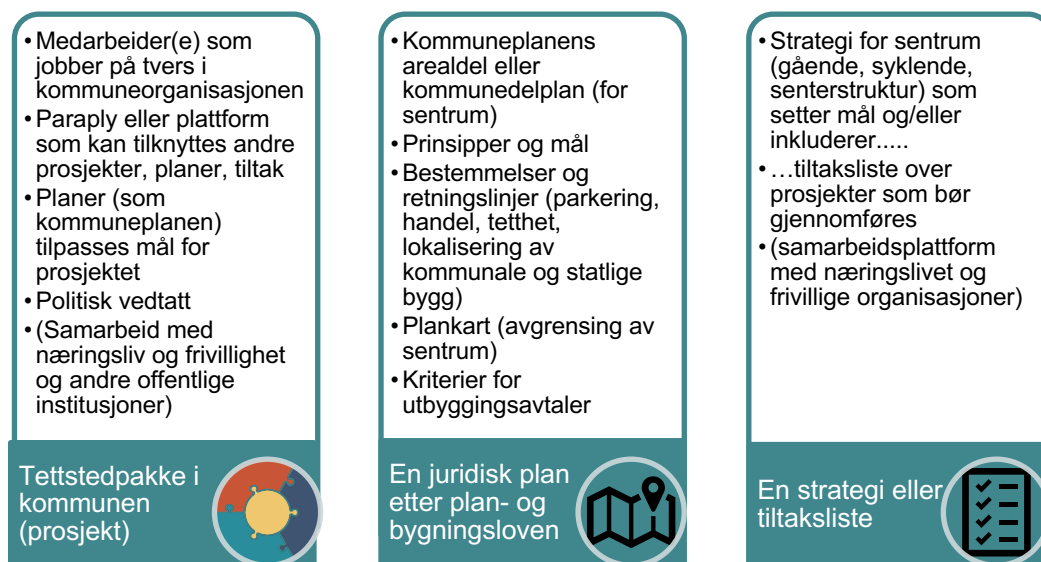 • Medarbeider(e) som
jobber på tvers i
kommuneorganisasjonen
• Paraply eller plattform
som kan tilknyttes andre
prosjekter, planer, tiltak
• Planer (som
kommuneplanen)
tilpasses mål for
prosjektet
• Politisk vedtatt
• (Samarbeid med
næringsliv og frivillighet
og andre offentlige
institusjoner)
Tettstedpakke i
kommunen
(prosjekt)
• Kommuneplanens
arealdel eller
kommunedelplan (for
sentrum)
• Prinsipper og mål
• Bestemmelser og
retningslinjer (parkering,
handel, tetthet,
lokalisering av
kommunale og statlige
bygg)
• Plankart (avgrensing av
sentrum)
• Kriterier for
utbyggingsavtaler
En juridisk plan
etter plan- og
bygningsloven
• Strategi for sentrum
(gående, syklende,
senterstruktur) som
setter mål og/eller
inkluderer.....
• …tiltaksliste over
prosjekter som bør
gjennomføres
• (samarbeidsplattform
med næringslivet og
frivillige organisasjoner)
En strategi eller
tiltaksliste